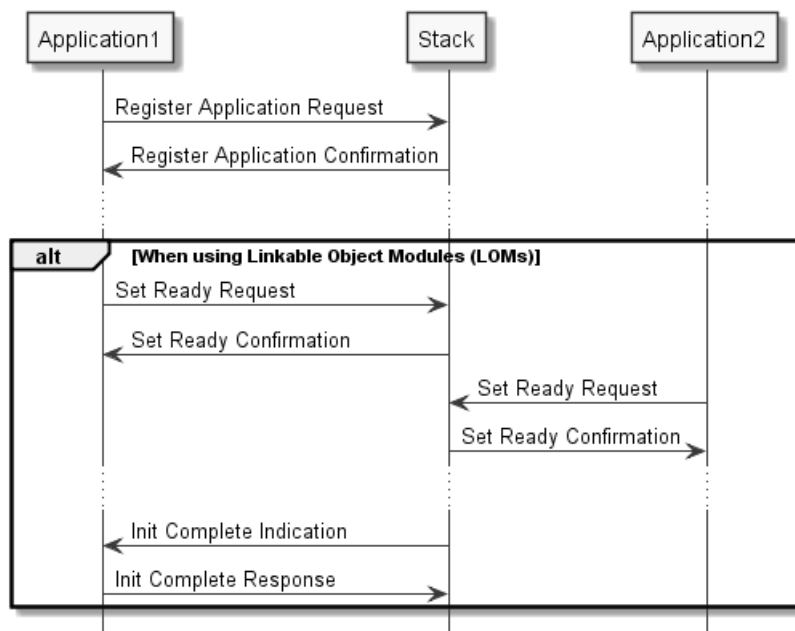 Application1 Stack Application2
Register Application Request
Register Application Confirmation
alt [When using Linkable Object Modules (LOMs)]
Set Ready Request
Set Ready Confirmation
Set Ready Request
Set Ready Confirmation
Init Complete Indication
Init Complete Response